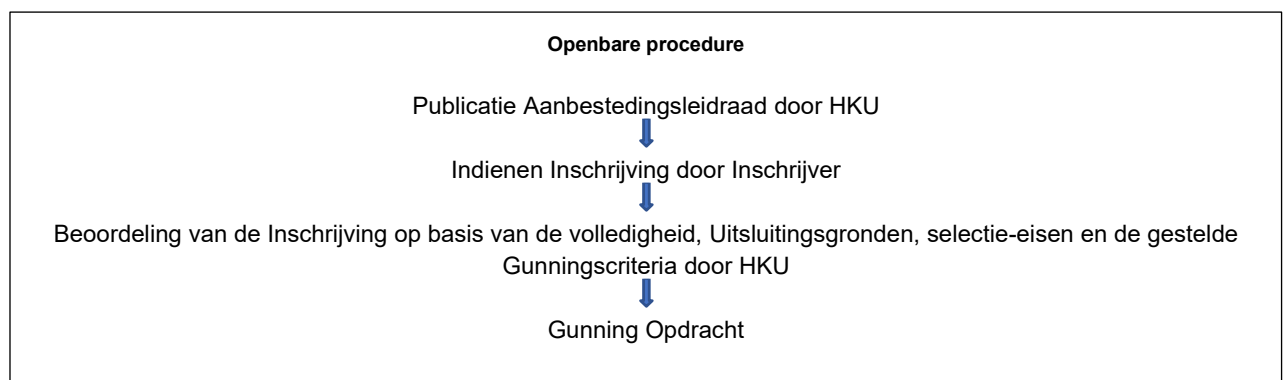 Openbare procedure
Publicatie Aanbestedingsleidraad door HKU
Indienen Inschrijving door Inschrijver
Beoordeling van de Inschrijving op basis van de volledigheid, Uitsluitingsgronden, selectie-eisen en de gestelde
Gunningscriteria door HKU
Gunning Opdracht